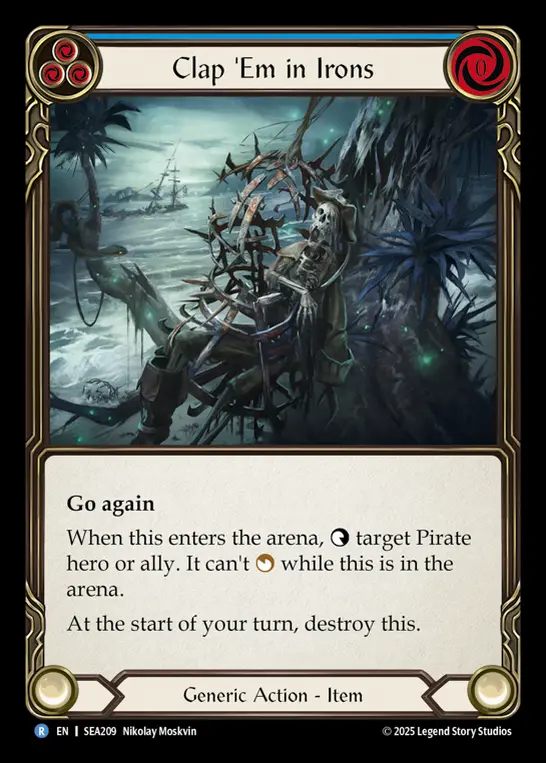 Clap 'Em in Irons
0
Go again
When this enters the arena, target Pirate
hero or ally. It can't while this is in the
arena.
At the start of your turn, destroy this.
Generic Action - Item
R EN | SEA209 Nikolay Moskvin © 2025 Legend Story Studios